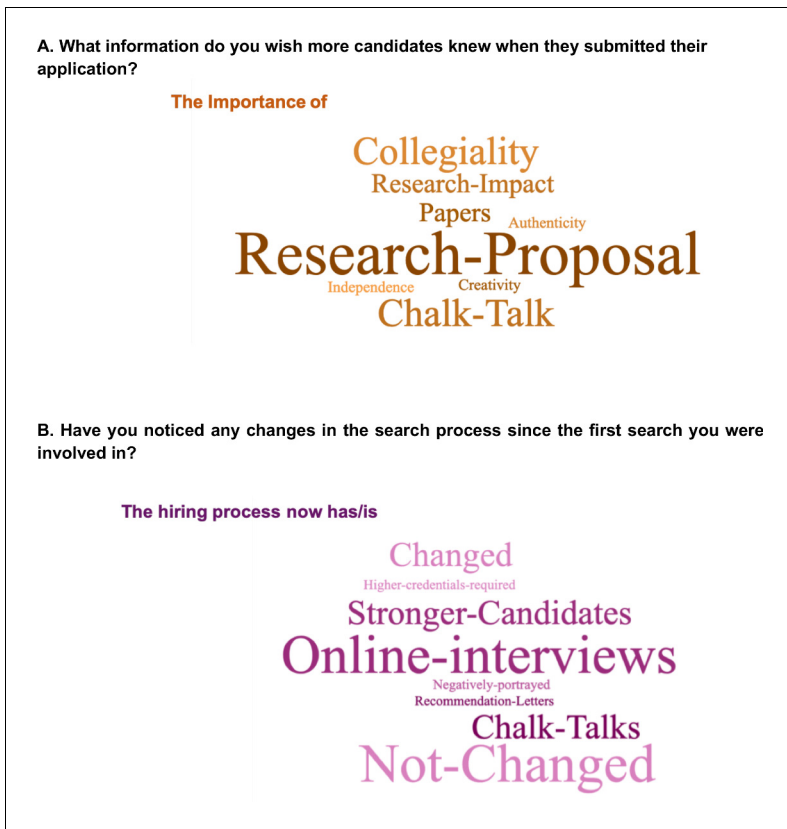 A. What information do you wish more candidates knew when they submitted their
application?
The Importance of
Collegiality
Research-Impact
Papers Authenticity
Research-Proposal
Independence Creativity
Chalk-Talk
B. Have you noticed any changes in the search process since the first search you were
involved in?
The hiring process now has/is
Changed
Higher-credentials-required
Stronger-Candidates
Online-interviews
Negatively-portrayed
Recommendation-Letters
Chalk-Talks
Not-Changed